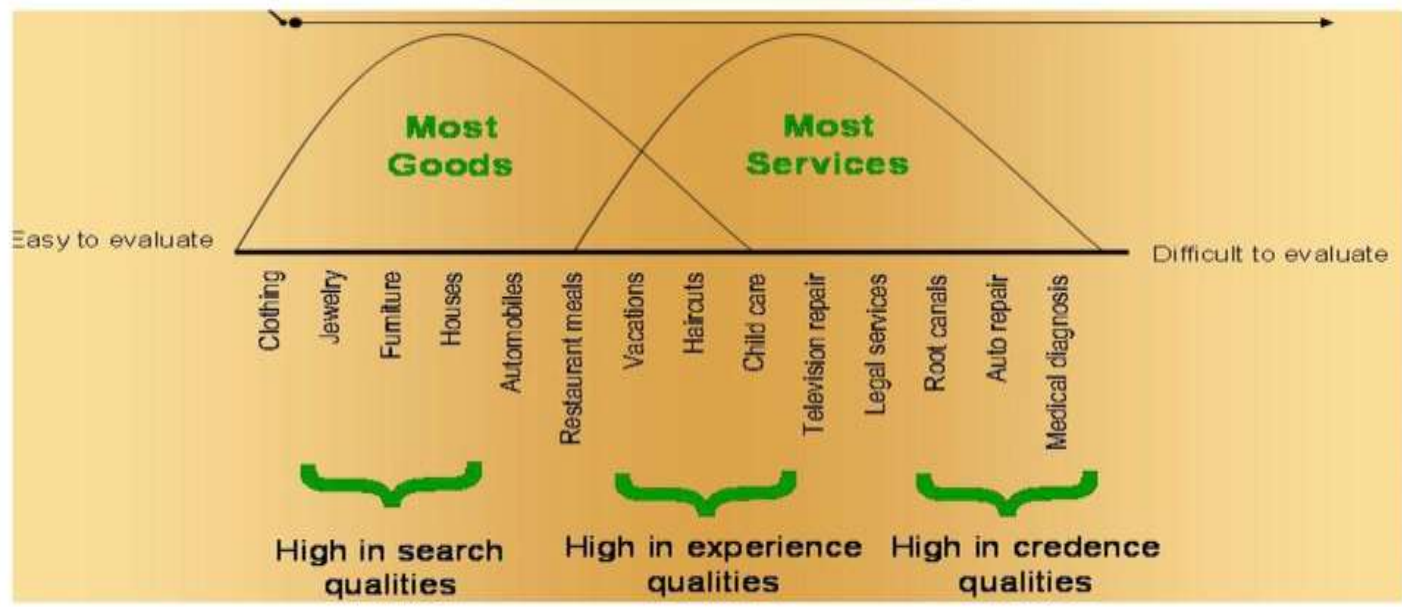 Most
Goods
Most
Services
Easy to evaluate
Difficult to evaluate
Clothing
Jewelry
Furniture
Houses
Automobiles
Restaurant meals
Vacations
Haircuts
Child care
Television repair
Legal services
Root canals
Auto repair
Medical diagnosis
High in search
qualities
High in experience
qualities
High in credence
qualities